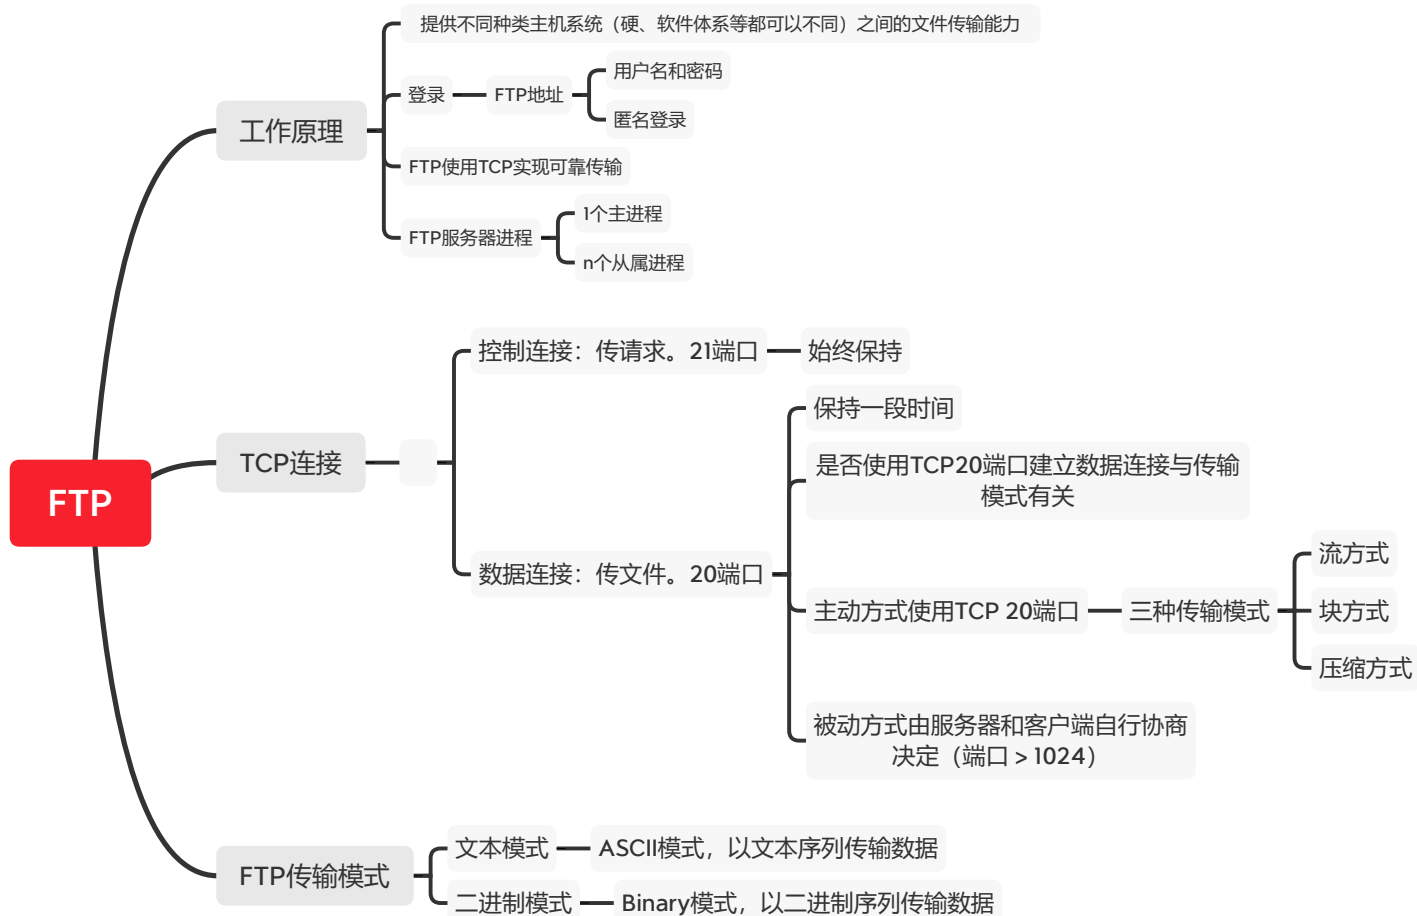 提供不同种类主机系统（硬、软件体系等都可以不同）之间的文件传输能力
用户名和密码
登录
FTP地址
匿名登录
工作原理
FTP使用TCP实现可靠传输
1个主进程
FTP服务器进程
n个从属进程
控制连接：传请求。21端口
始终保持
保持一段时间
TCP连接
是否使用TCP20端口建立数据连接与传输
模式有关
FTP
流方式
数据连接：传文件。20端口
主动方式使用TCP 20端口
三种传输模式
块方式
压缩方式
被动方式由服务器和客户端自行协商
决定（端口 > 1024）
文本模式
ASCII模式，以文本序列传输数据
FTP传输模式
二进制模式
Binary模式，以二进制序列传输数据